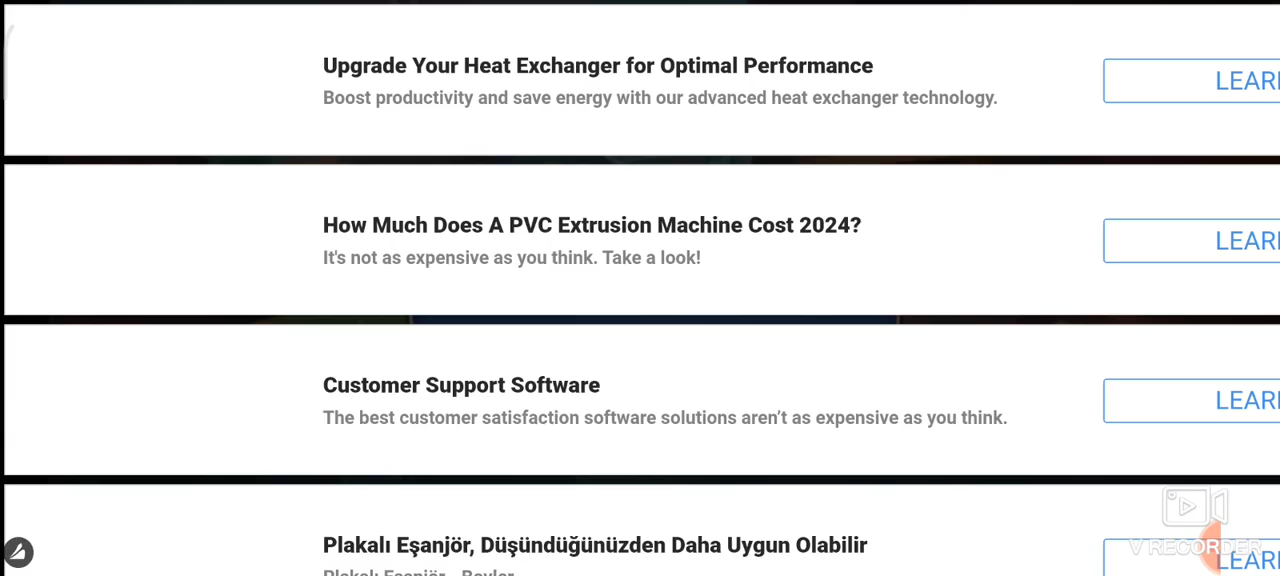 Upgrade Your Heat Exchanger for Optimal Performance
Boost productivity and save energy with our advanced heat exchanger technology.
LEAR
How Much Does A PVC Extrusion Machine Cost 2024?
It's not as expensive as you think. Take a look!
LEAR
Customer Support Software
The best customer satisfaction software solutions aren’t as expensive as you think.
LEAR
Plakalı Eşanjör, Düşündüğünüzden Daha Uygun Olabilir
Plakalı Eşanjör - Baylar
V RECORDER
LEAR